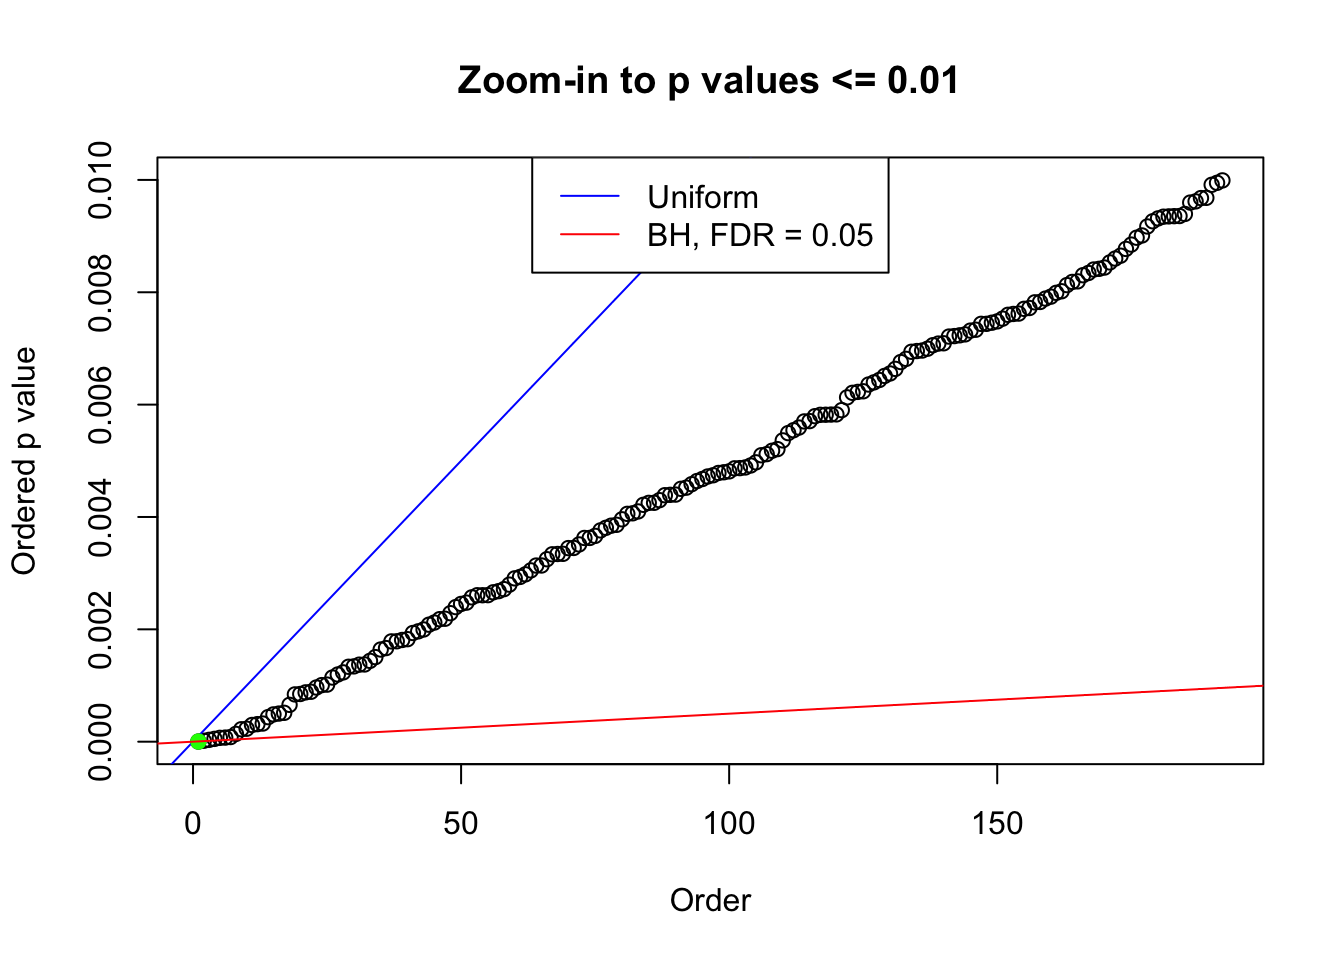 Zoom-in to p values <= 0.01
Uniform
BH, FDR = 0.05
Ordered p value
0.010
0.008
0.006
0.004
0.002
0.000
0
50
100
150
Order